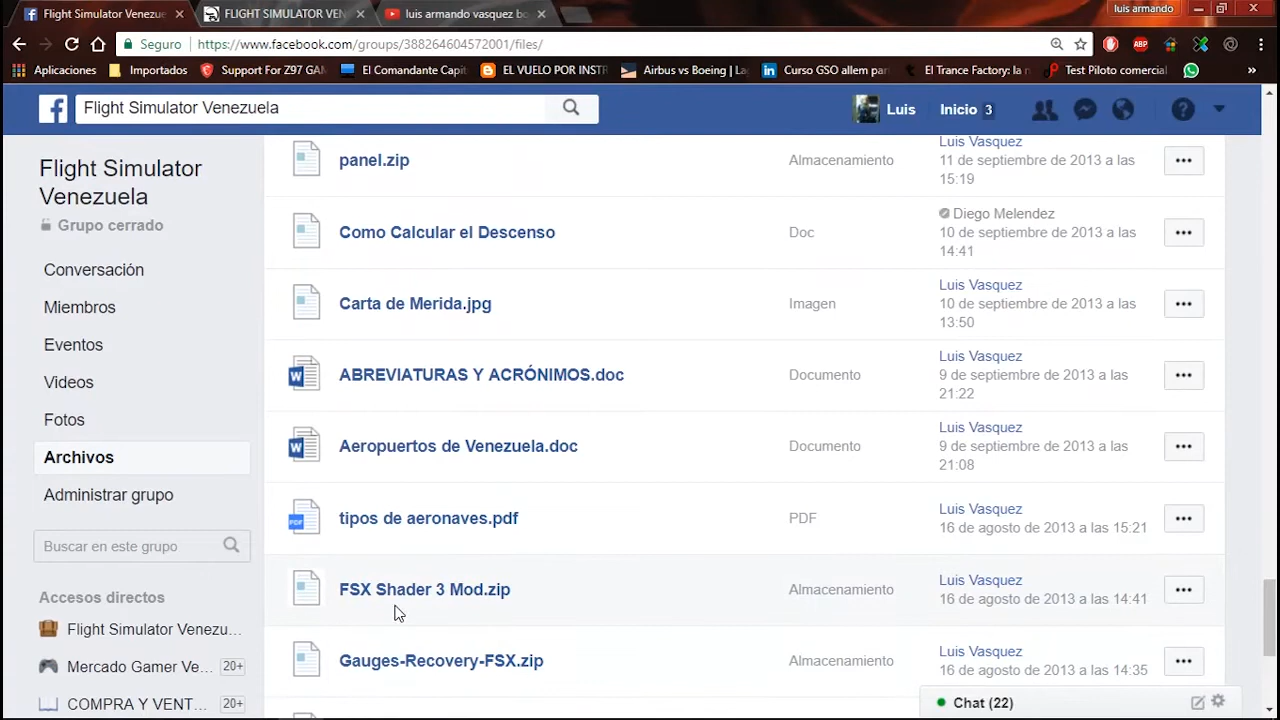 Flight Simulator Venezue
FLIGHT SIMULATOR VEN
luis armando vasquez bo
luis armando
Seguro
https://www.facebook.com/groups/388264604572001/files/
Aplicaciones
Importados
Support For Z97 GAM
El Comandante Capit
EL VUELO POR INSTR
Airbus vs Boeing | La
Curso GSO allem par
El Trance Factory: la n
Test Piloto comercial
»
Flight Simulator Venezuela
Luis
Inicio 3
Flight Simulator
Venezuela
Grupo cerrado
Conversación
Miembros
Eventos
Videos
Fotos
Archivos
Administrar grupo
Buscar en este grupo
Accesos directos
Flight Simulator Venezu...
Mercado Gamer Ve... 20+
COMPRA Y VENT... 20+
panel.zip
Almacenamiento
Luis Vasquez
11 de septiembre de 2013 a las
15:19
Como Calcular el Descenso
Doc
Diego Melendez
10 de septiembre de 2013 a las
14:41
Carta de Merida.jpg
Imagen
Luis Vasquez
10 de septiembre de 2013 a las
13:50
ABREVIATURAS Y ACRÓNIMOS.doc
Documento
Luis Vasquez
9 de septiembre de 2013 a las
21:22
Aeropuertos de Venezuela.doc
Documento
Luis Vasquez
9 de septiembre de 2013 a las
21:08
tipos de aeronaves.pdf
PDF
Luis Vasquez
16 de agosto de 2013 a las 15:21
FSX Shader 3 Mod.zip
Almacenamiento
Luis Vasquez
16 de agosto de 2013 a las 14:41
Gauges-Recovery-FSX.zip
Almacenamiento
Luis Vasquez
16 de agosto de 2013 a las 14:35
Chat (22)